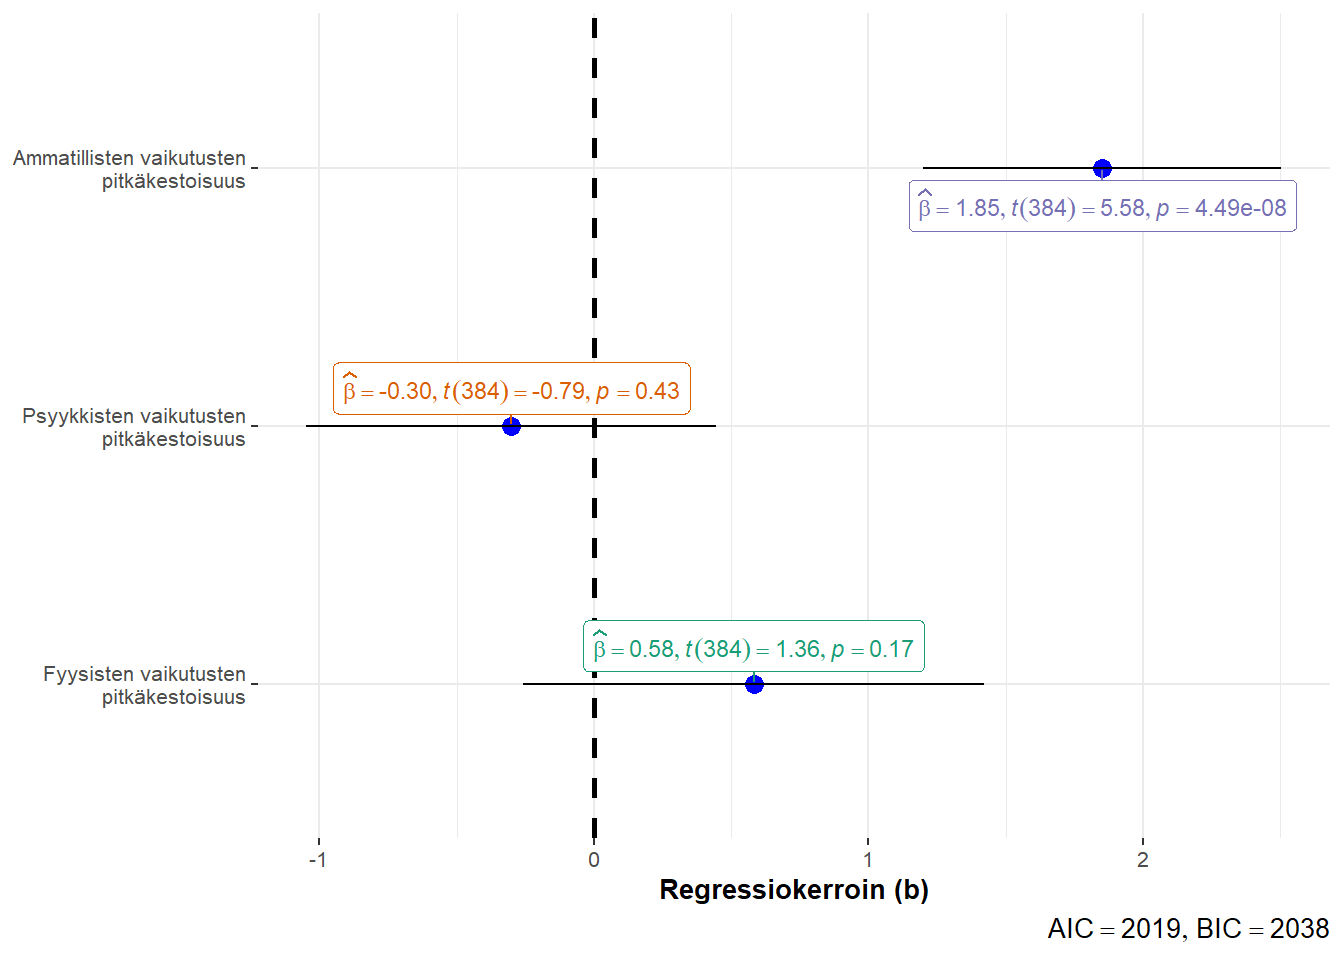 Ammatillisten vaikutusten
pitkäkestoisuus
β̂ = 1.85, t(384) = 5.58, p = 4.49e-08
β̂ = -0.30, t(384) = -0.79, p = 0.43
Psyykkisten vaikutusten
pitkäkestoisuus
β̂ = 0.58, t(384) = 1.36, p = 0.17
Fyysisten vaikutusten
pitkäkestoisuus
-1 0 1 2
Regressiokerroin (b)
AIC = 2019, BIC = 2038